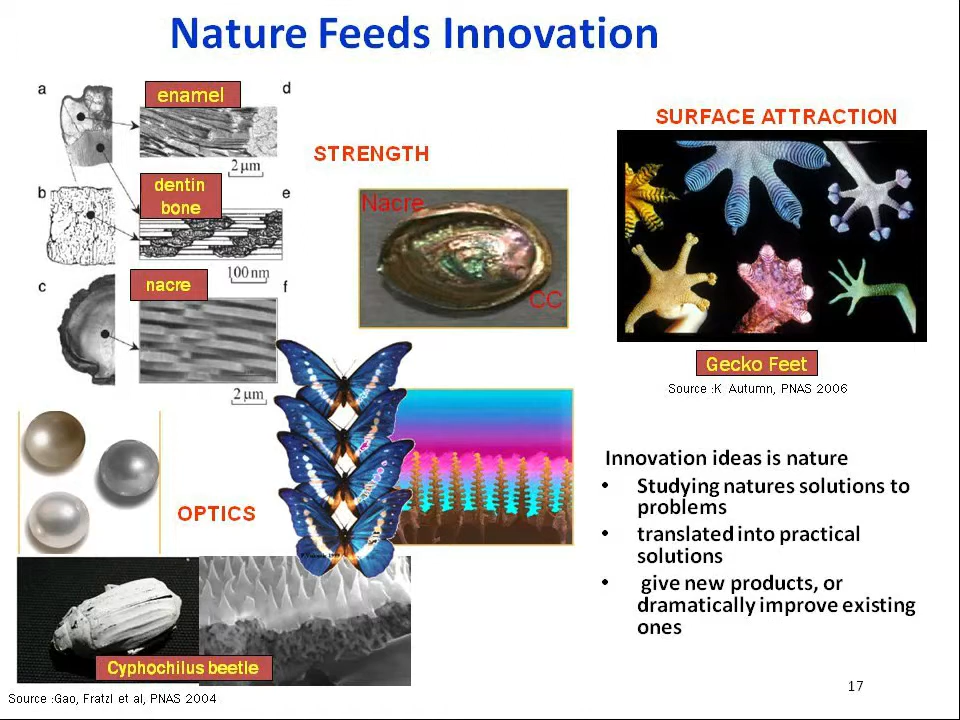 Nature Feeds Innovation
a
enamel
d
2 μm
STRENGTH
SURFACE ATTRACTION
b
dentin
bone
e
100 nm
Nacre
CC
c
nacre
f
2 μm
Gecko Feet
Source :K Autumn, PNAS 2006
OPTICS
Innovation ideas is nature
• Studying natures solutions to
problems
• translated into practical
solutions
• give new products, or
dramatically improve existing
ones
Cyphochilus beetle
Source :Gao, Fratzl et al, PNAS 2004
17